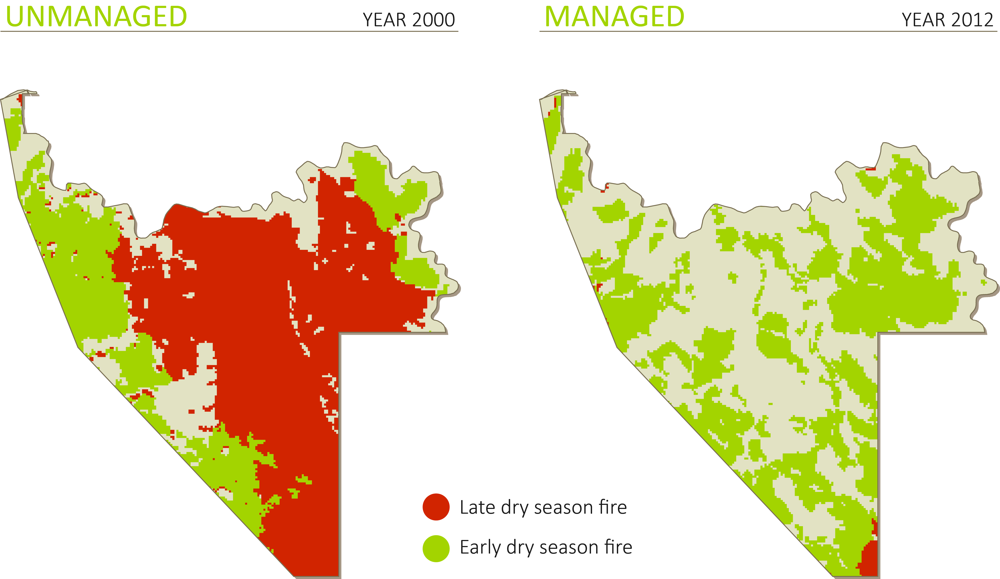 UNMANAGED
YEAR 2000
MANAGED
YEAR 2012
Late dry season fire
Early dry season fire